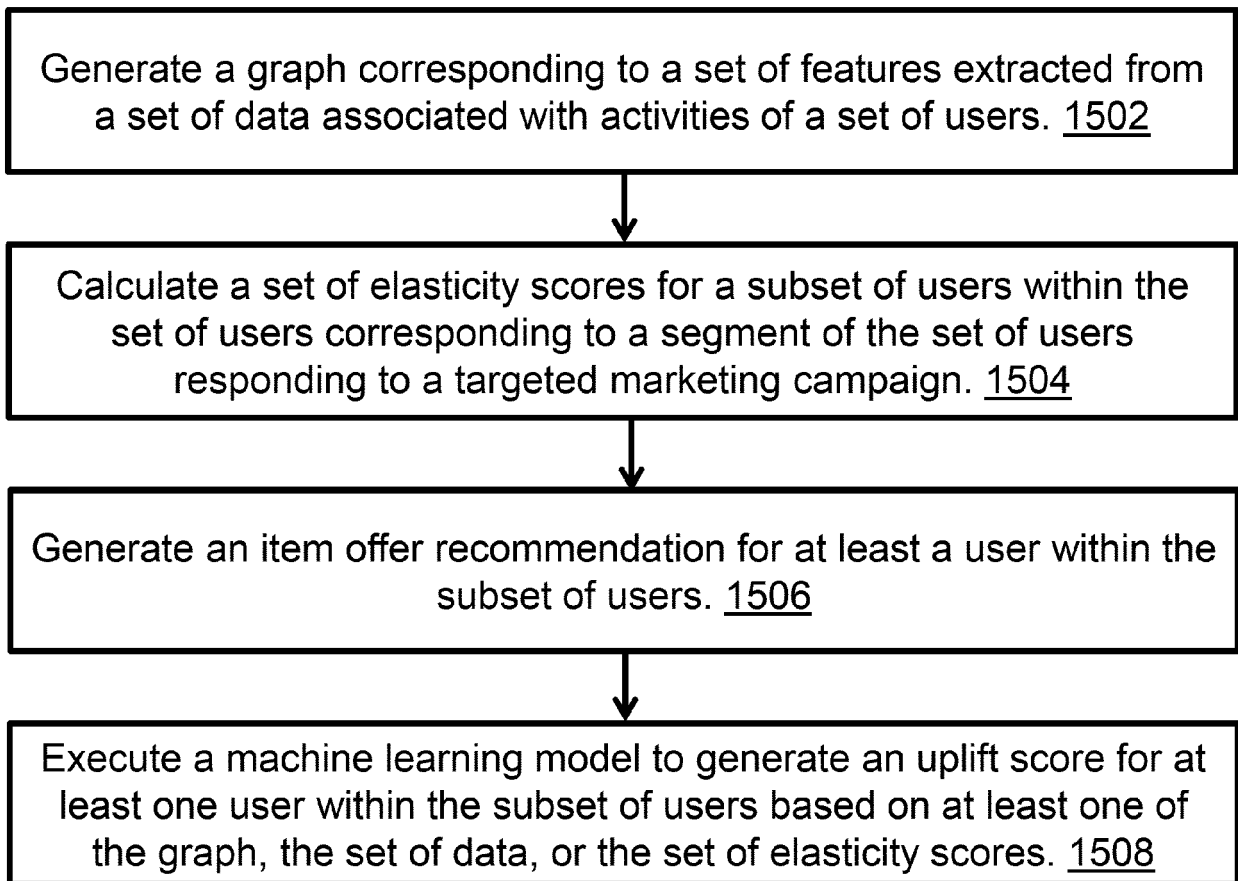 Generate a graph corresponding to a set of features extracted from
a set of data associated with activities of a set of users. 1502
Calculate a set of elasticity scores for a subset of users within the
set of users corresponding to a segment of the set of users
responding to a targeted marketing campaign. 1504
Generate an item offer recommendation for at least a user within the
subset of users. 1506
Execute a machine learning model to generate an uplift score for at
least one user within the subset of users based on at least one of
the graph, the set of data, or the set of elasticity scores. 1508